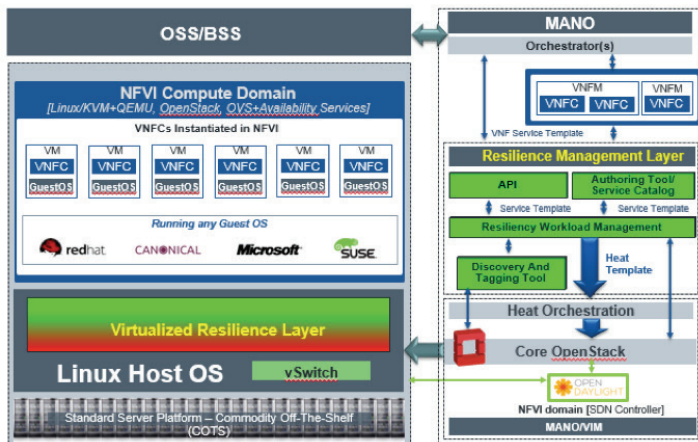 OSS/BSS
NFVI Compute Domain
[Linux/KVM+QEMU, OpenStack, OVS+Availability Services]
VNFCs Instantiated in NFVI
VM VM VM VM VM VM
VNFC VNFC VNFC VNFC VNFC VNFC
GuestOS GuestOS GuestOS GuestOS GuestOS GuestOS
Running any Guest OS
redhat CANONICAL Microsoft SUSE
Virtualized Resilience Layer
Linux Host OS
vSwitch
Standard Server Platform – Commodity Off-The-Shelf
(COTS)
MANO
Orchestrator(s)
VNFM VNFM
VNFC VNFC VNFC
VNF Service Template
Resilience Management Layer
API
Authoring Tool/
Service Catalog
Service Template Service Template
Resiliency Workload Management
Discovery And
Tagging Tool
Heat
Template
Heat Orchestration
Core OpenStack
OPEN
DAYLIGHT
NFVI domain [SDN Controller]
MANO/VIM